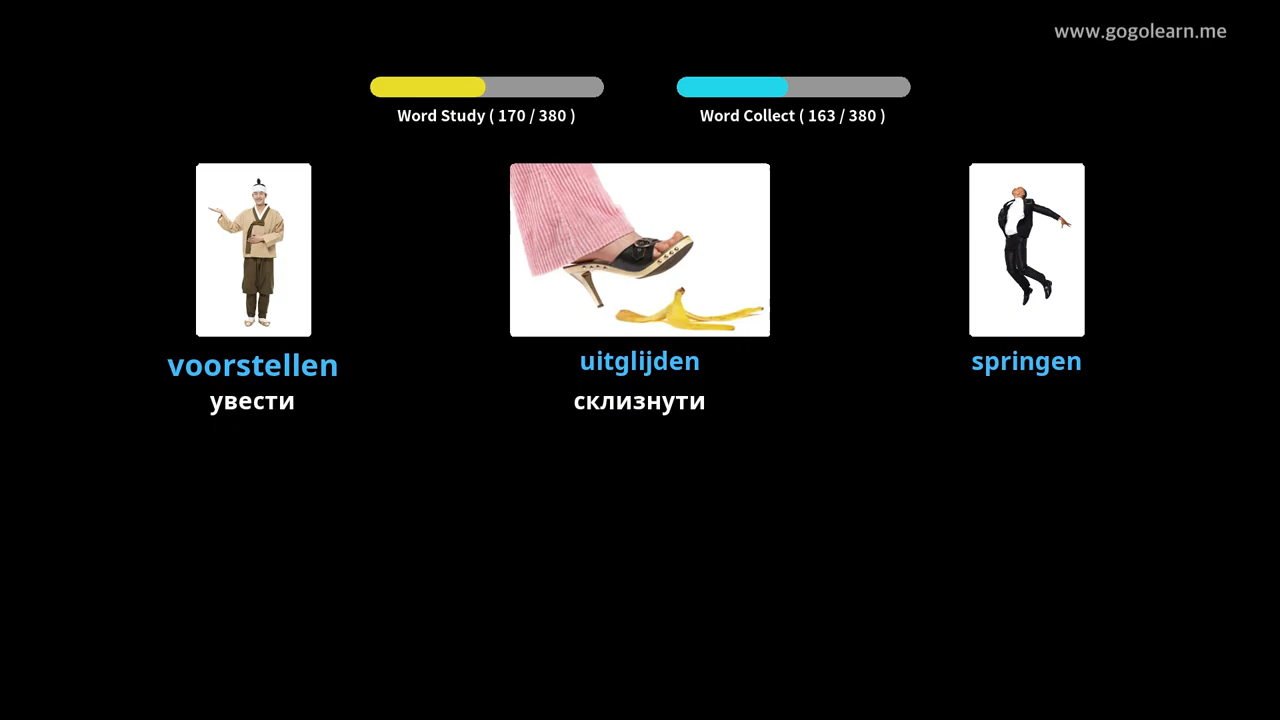 www.gogolearn.me
Word Study ( 170 / 380 )
Word Collect ( 163 / 380 )
voorstellen
увести
uitglijden
склизнути
springen